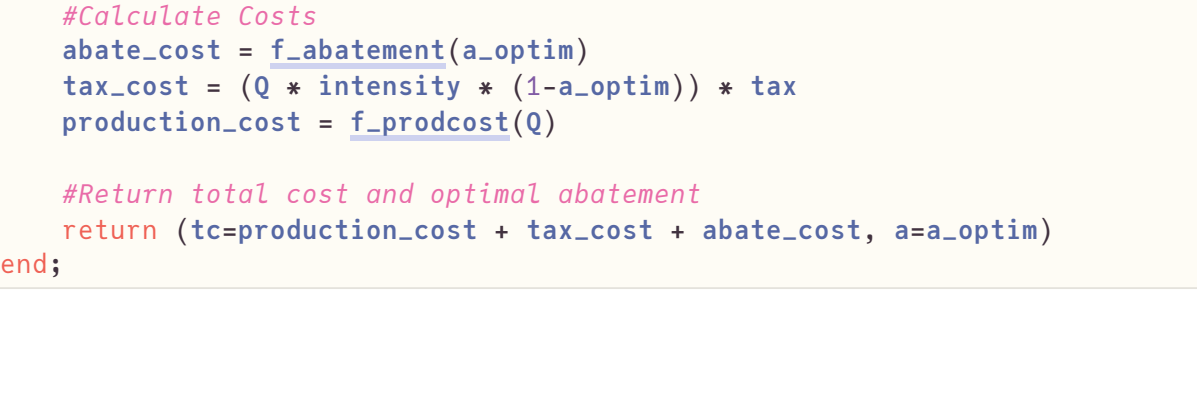 #Calculate Costs
abate_cost = f_abatement(a_optim)
tax_cost = (Q * intensity * (1-a_optim)) * tax
production_cost = f_prodcost(Q)
#Return total cost and optimal abatement
return (tc=production_cost + tax_cost + abate_cost, a=a_optim)
end;